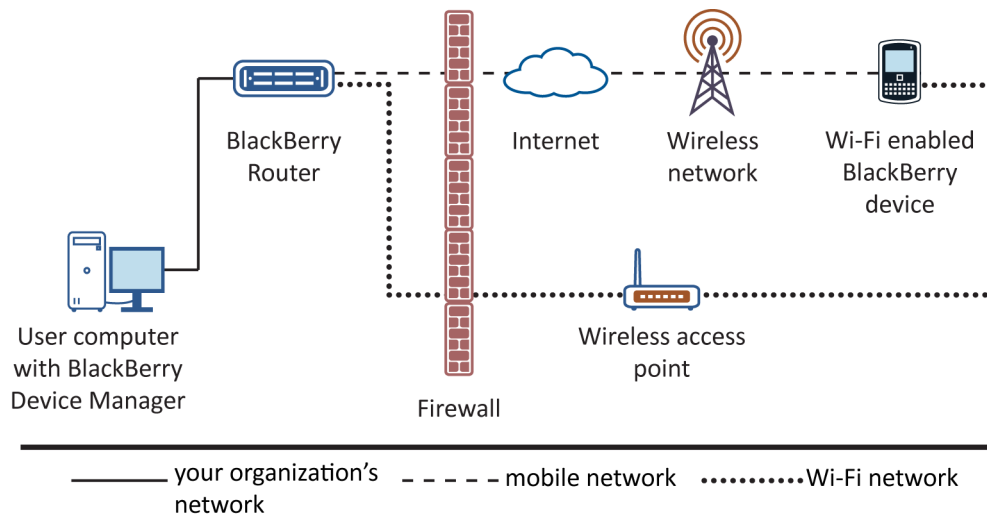 BlackBerry
Router
Internet
Wireless
network
Wi-Fi enabled
BlackBerry
device
User computer
with BlackBerry
Device Manager
Firewall
Wireless access
point
your organization's
network
mobile network
Wi-Fi network